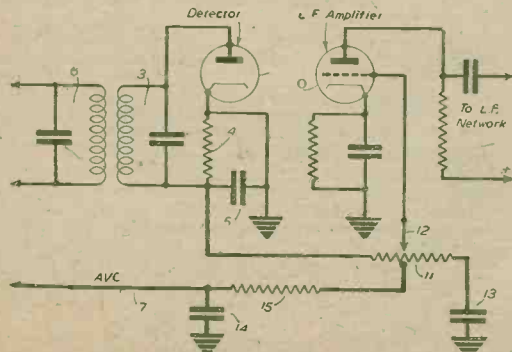 Detector
L.F. Amplifier
6
3
4
5
To L.F.
Network
+
12
11
AVC
7
15
14
13